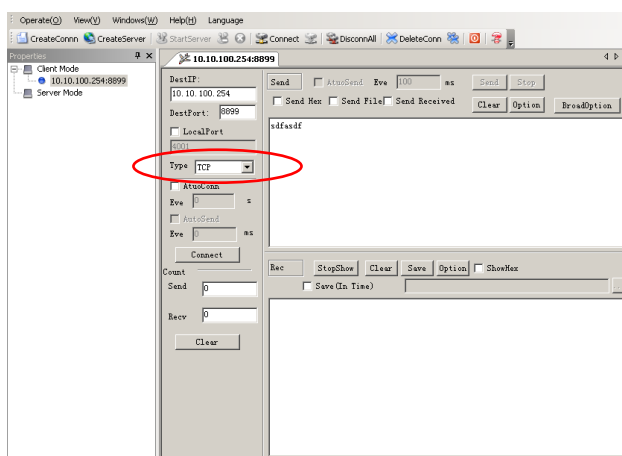 Operate(O) View(V) Windows(W) Help(H) Language
CreateConnn CreateServer StartServer Connect DisconnAll DeleteConn
Properties
Client Mode
10.10.100.254:8899
Server Mode
10.10.100.254:8899
DestIP:
10.10.100.254
DestPort: 8899
LocalPort
4001
Type TCP
AtuoConn
Eve 0 s
AutoSend
Eve 0 ms
Connect
Count
Send 0
Recv 0
Clear
Send AtuoSend Eve 100 ms Send Stop
Send Hex Send File Send Received Clear Option BroadOption
sdfasdf
Rec StopShow Clear Save Option ShowHex
Save(In Time)
...